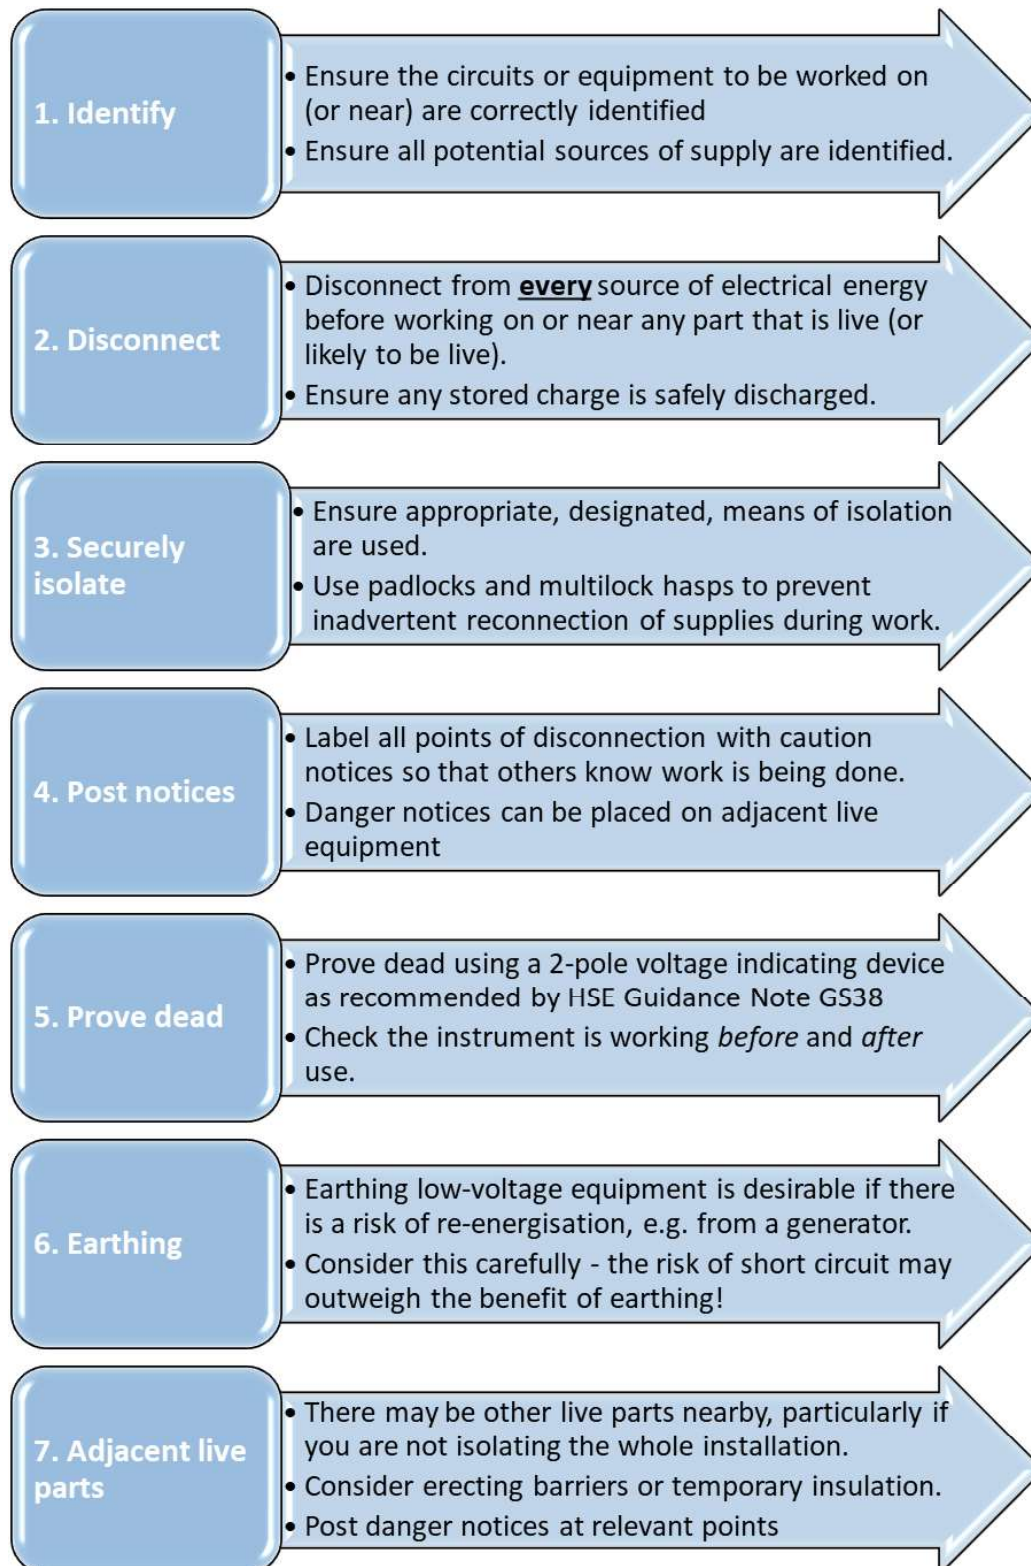 1. Identify
• Ensure the circuits or equipment to be worked on
(or near) are correctly identified
• Ensure all potential sources of supply are identified.
2. Disconnect
• Disconnect from every source of electrical energy
before working on or near any part that is live (or
likely to be live).
• Ensure any stored charge is safely discharged.
3. Securely
isolate
• Ensure appropriate, designated, means of isolation
are used.
• Use padlocks and multilock hasps to prevent
inadvertent reconnection of supplies during work.
4. Post notices
• Label all points of disconnection with caution
notices so that others know work is being done.
• Danger notices can be placed on adjacent live
equipment
5. Prove dead
• Prove dead using a 2-pole voltage indicating device
as recommended by HSE Guidance Note GS38
• Check the instrument is working before and after
use.
6. Earthing
• Earthing low-voltage equipment is desirable if there
is a risk of re-energisation, e.g. from a generator.
• Consider this carefully - the risk of short circuit may
outweigh the benefit of earthing!
7. Adjacent live
parts
• There may be other live parts nearby, particularly if
you are not isolating the whole installation.
• Consider erecting barriers or temporary insulation.
• Post danger notices at relevant points